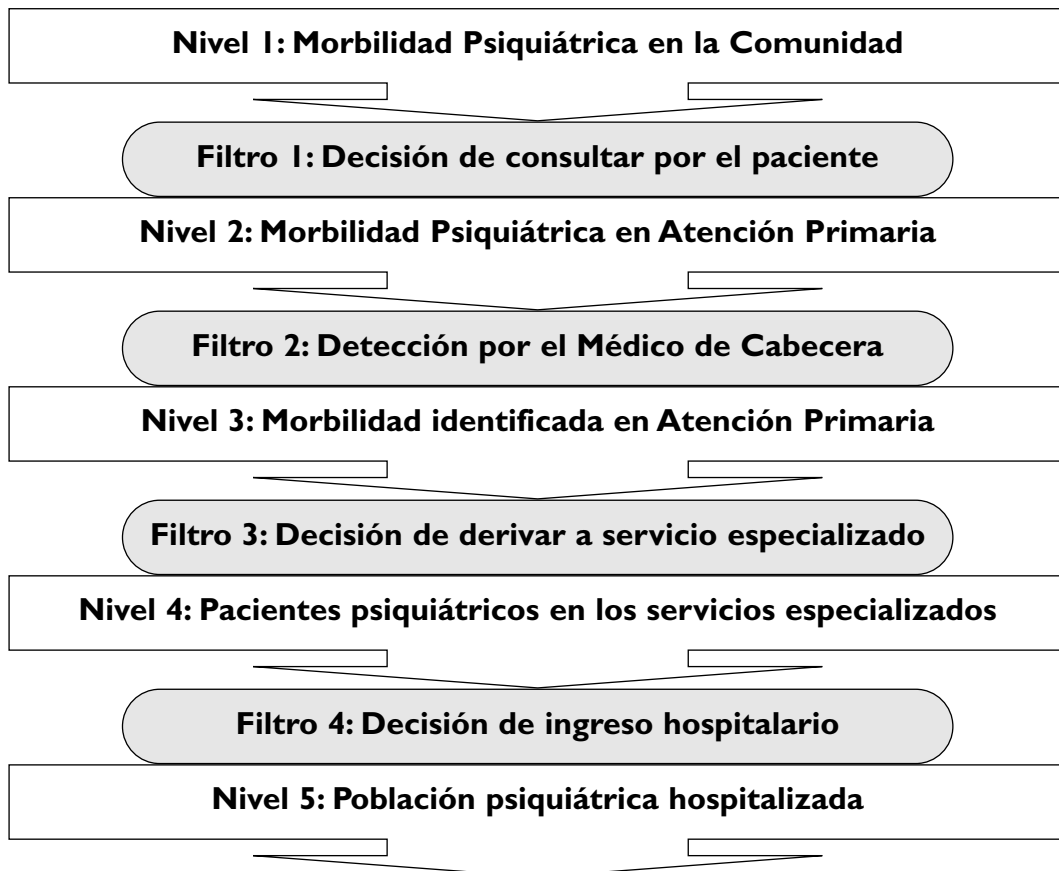 Nivel 1: Morbilidad Psiquiátrica en la Comunidad
Filtro 1: Decisión de consultar por el paciente
Nivel 2: Morbilidad Psiquiátrica en Atención Primaria
Filtro 2: Detección por el Médico de Cabecera
Nivel 3: Morbilidad identificada en Atención Primaria
Filtro 3: Decisión de derivar a servicio especializado
Nivel 4: Pacientes psiquiátricos en los servicios especializados
Filtro 4: Decisión de ingreso hospitalario
Nivel 5: Población psiquiátrica hospitalizada